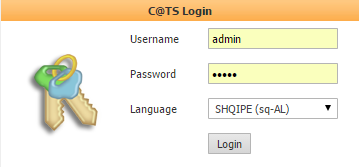 C@TS Login
Username admin
Password •••••
Language SHQIPE (sq-AL)
Login